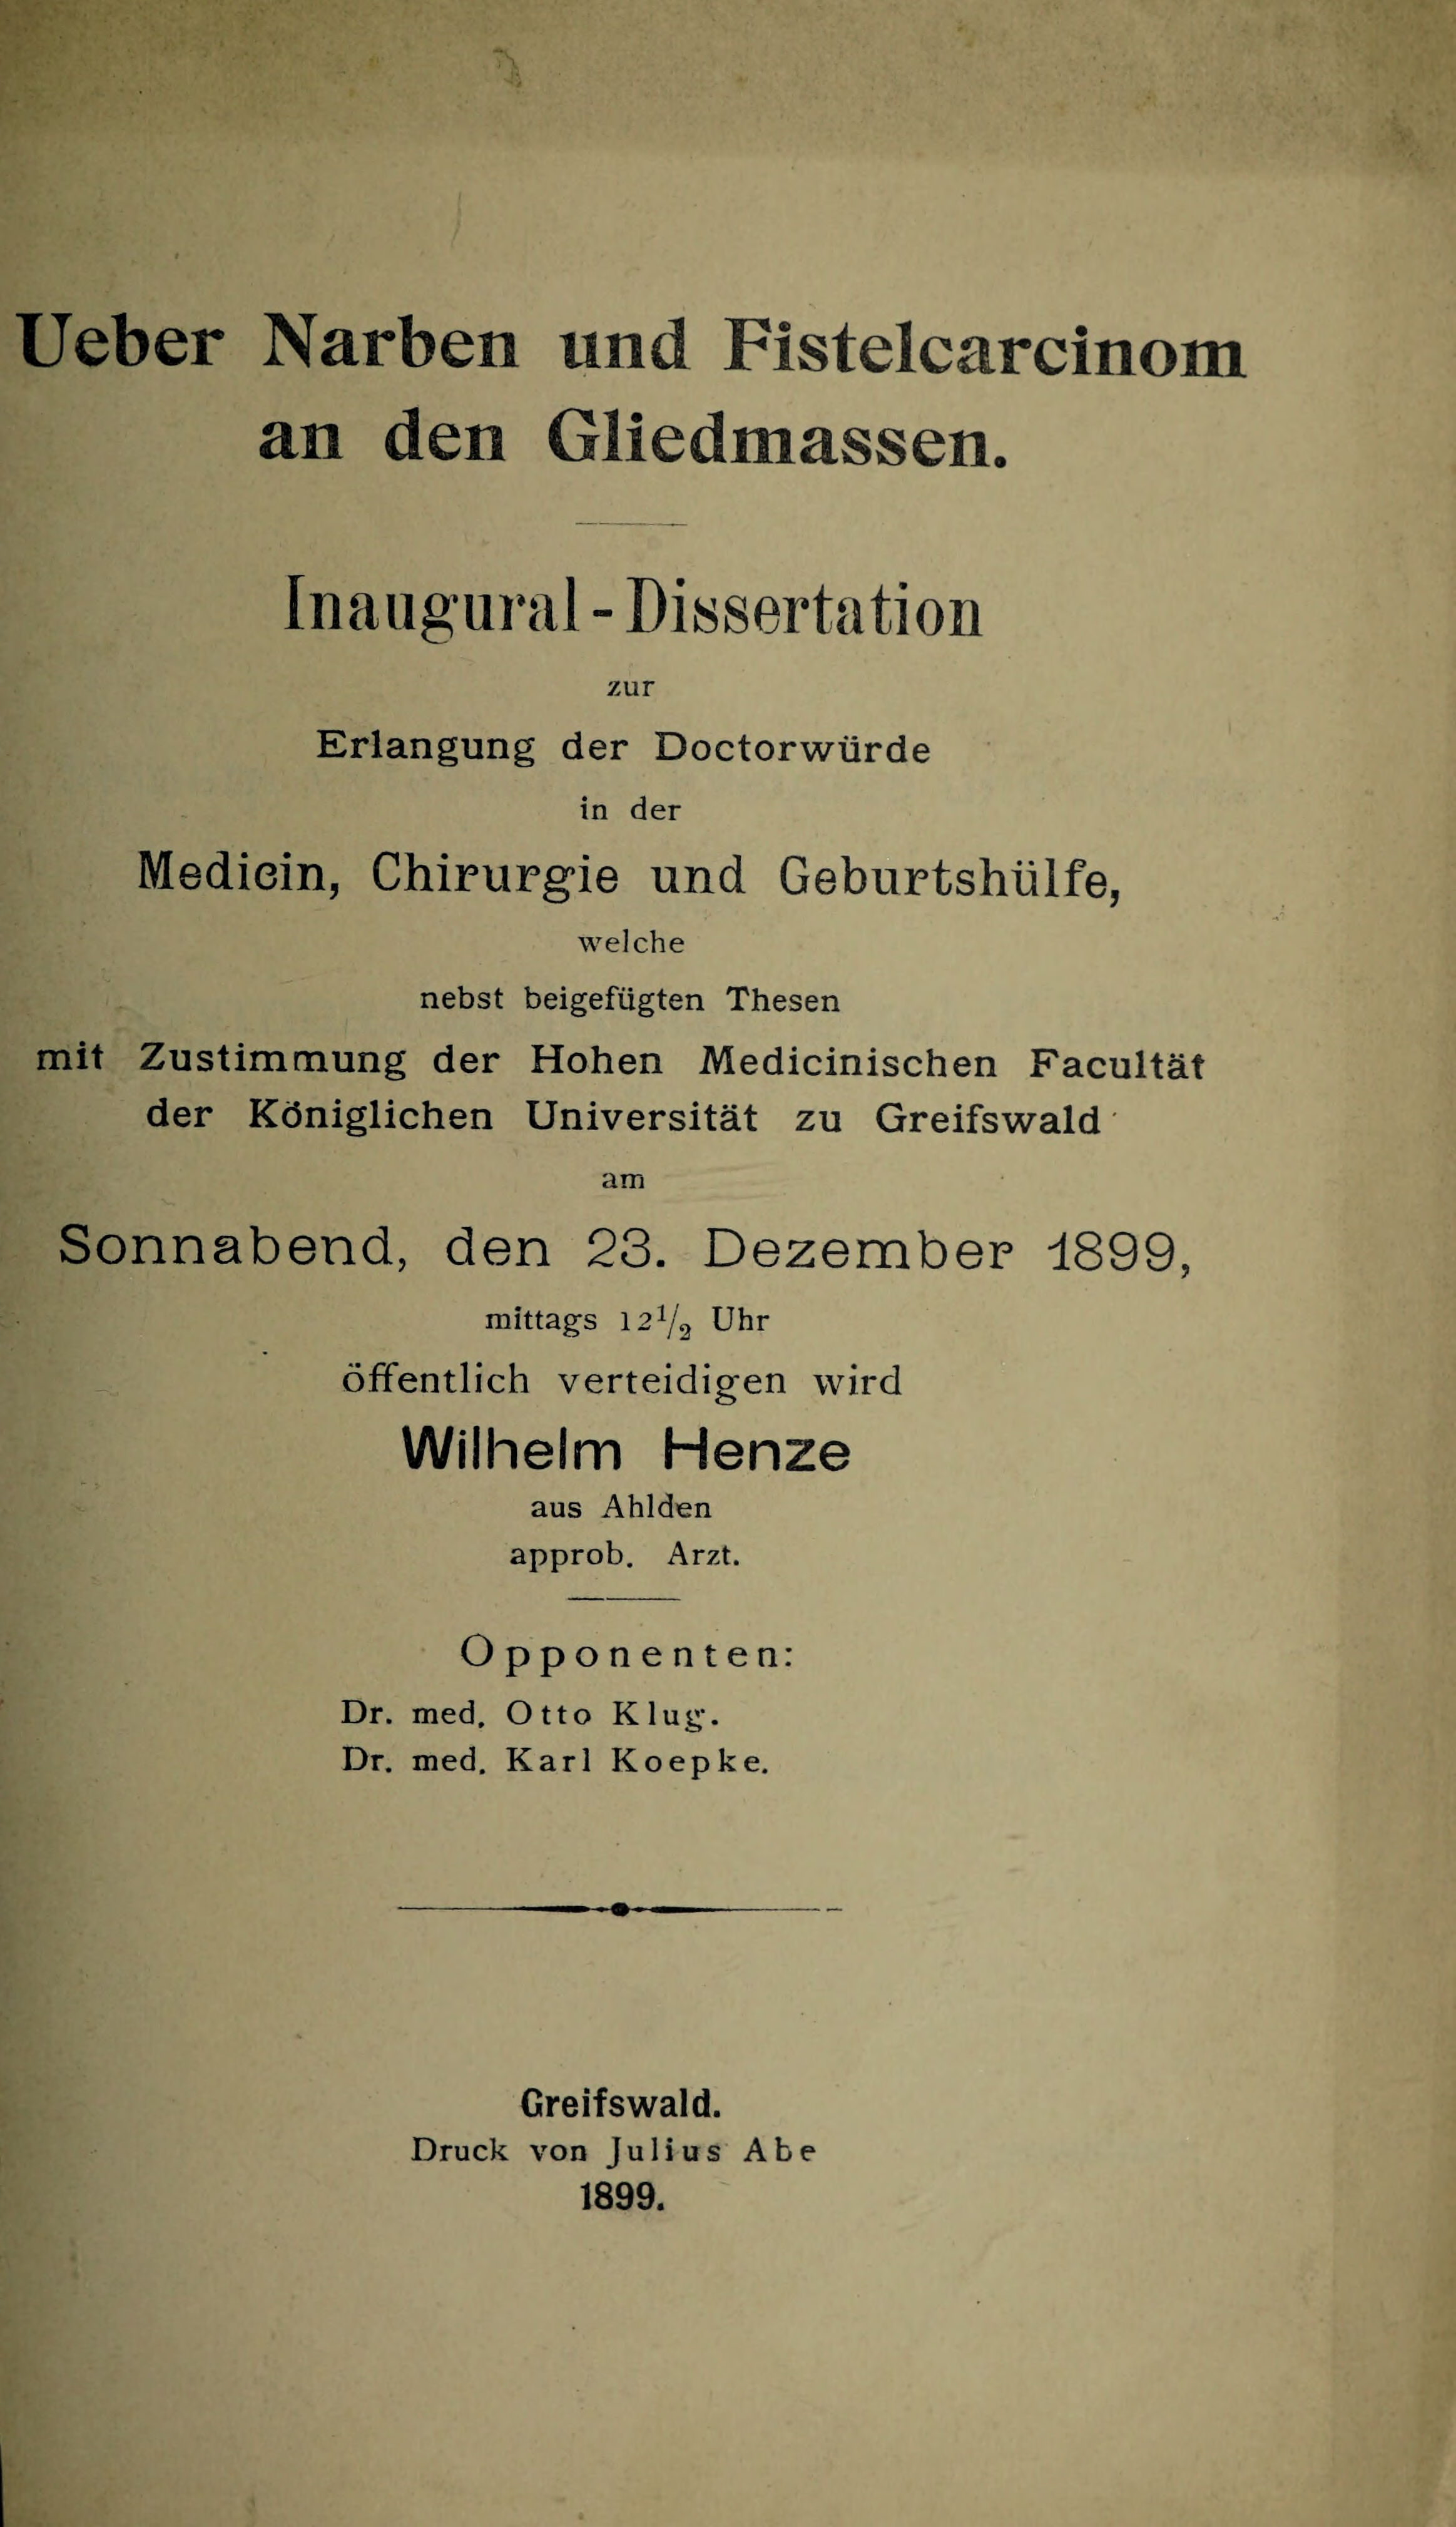 Ueber Narben und Fistelcarcinom
an den Gliedmassen.
Inaugural-Dissertation
zur
Erlangung der Doctorwürde
in der
Medicin, Chirurgie und Geburtshülfe,
welche
nebst beigefügten Thesen
mit Zustimmung der Hohen Medicinischen Facultät
der Königlichen Universität zu Greifswald
am
Sonnabend, den 23. Dezember 1899,
mittags 12½ Uhr
öffentlich verteidigen wird
Wilhelm Henze
aus Ahlden
approb. Arzt.
Opponenten:
Dr. med. Otto Klug.
Dr. med. Karl Koepke.
Greifswald.
Druck von Julius Abe
1899.